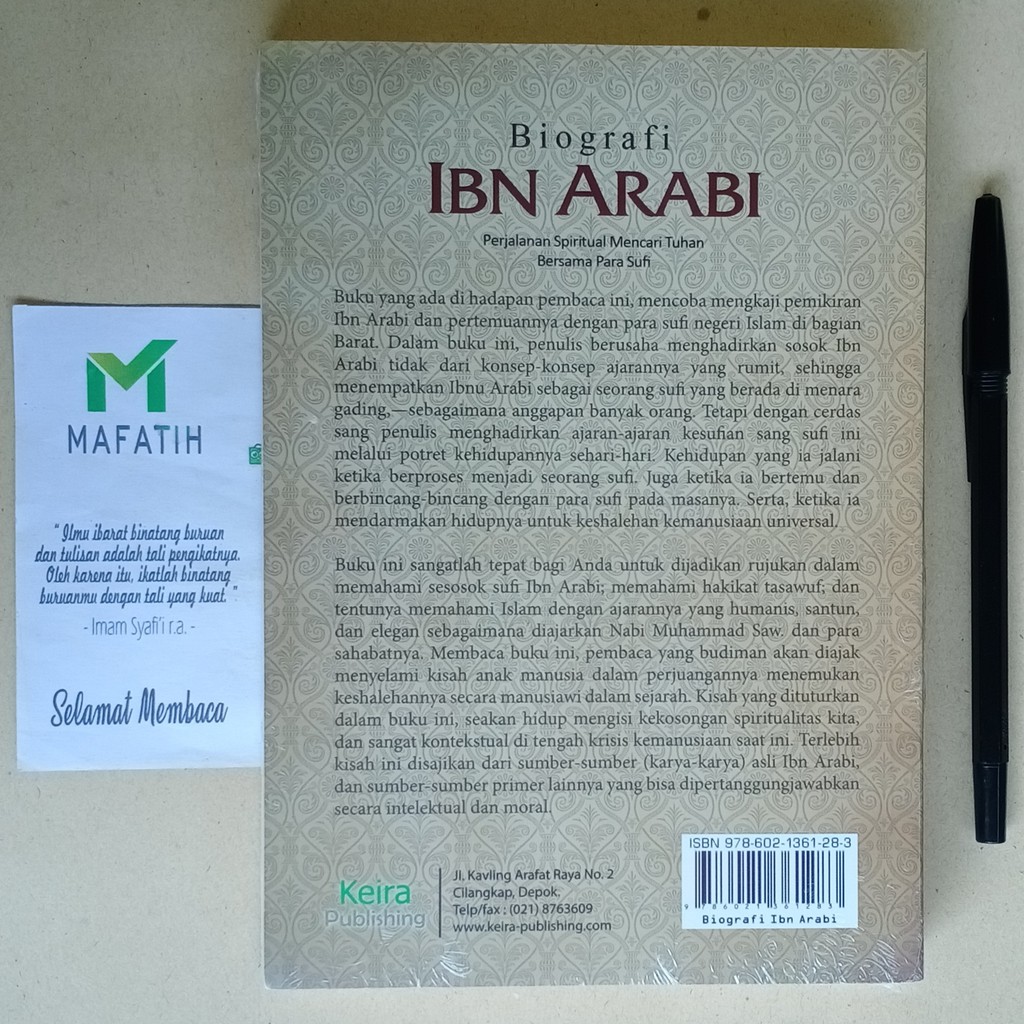 Biografi
IBN ARABI
Perjalanan Spiritual Mencari Tuhan
Bersama Para Sufi
Buku yang ada di hadapan pembaca ini, mencoba mengkaji pemikiran
Ibn Arabi dan pertemuannya dengan para sufi negeri Islam di bagian
Barat. Dalam buku ini, penulis berusaha menghadirkan sosok Ibn
Arabi tidak dari konsep-konsep ajarannya yang rumit, sehingga
menempatkan Ibnu Arabi sebagai seorang sufi yang berada di menara
gading,—sebagaimana anggapan banyak orang. Tetapi dengan cerdas
sang penulis menghadirkan ajaran-ajaran kesufian sang sufi ini
melalui potret kehidupannya sehari-hari. Kehidupan yang ia jalani
ketika berproses menjadi seorang sufi. Juga ketika ia bertemu dan
berbincang-bincang dengan para sufi pada masanya. Serta, ketika ia
mendarmakan hidupnya untuk keshalehan kemanusiaan universal.
Buku ini sangatlah tepat bagi Anda untuk dijadikan rujukan dalam
memahami sesosok sufi Ibn Arabi; memahami hakikat tasawuf; dan
tentunya memahami Islam dengan ajarannya yang humanis, santun,
dan elegan sebagaimana diajarkan Nabi Muhammad Saw. dan para
sahabatnya. Membaca buku ini, pembaca yang budiman akan diajak
menyelami kisah anak manusia dalam perjuangannya menemukan
keshalehannya secara manusiawi dalam sejarah. Kisah yang dituturkan
dalam buku ini, seakan hidup mengisi kekosongan spiritualitas kita,
dan sangat kontekstual di tengah krisis kemanusiaan saat ini. Terlebih
kisah ini disajikan dari sumber-sumber (karya-karya) asli Ibn Arabi,
dan sumber-sumber primer lainnya yang bisa dipertanggungjawabkan
secara intelektual dan moral.
Keira
Publishing
Jl. Kavling Arafat Raya No. 2
Cilangkap, Depok.
Telp/fax : (021) 8763609
www.keira-publishing.com
ISBN 978-602-1361-28-3
9 786021 361283
Biografi Ibn Arabi
MAFATIH
"Ilmu ibarat binatang buruan
dan tulisan adalah tali pengikatnya.
Oleh karena itu, ikatlah binatang
buruanmu dengan tali yang kuat."
- Imam Syafi'i r.a. -
Selamat Membaca